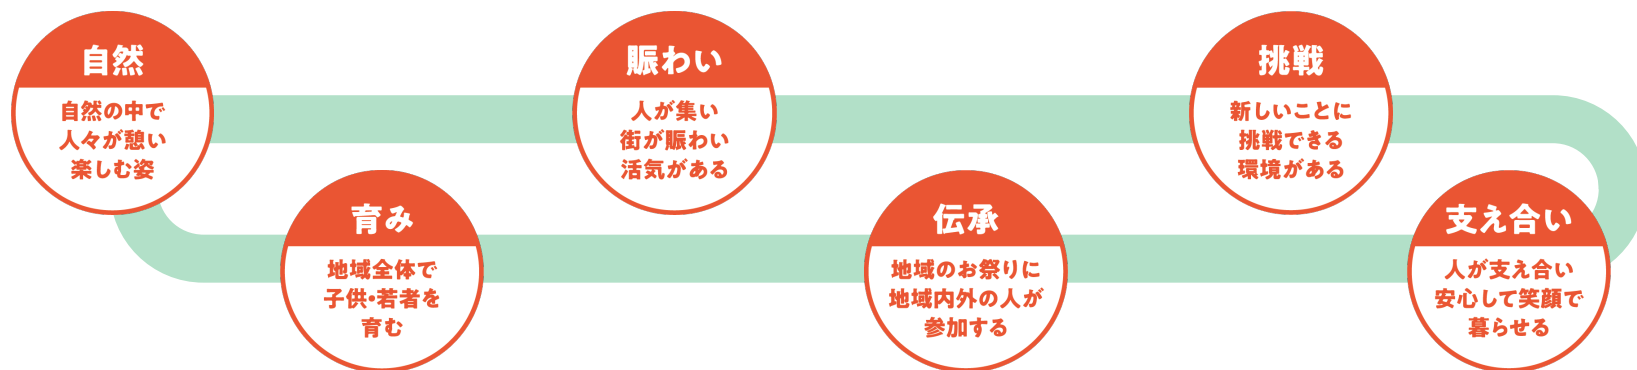 自然
自然の中で
人々が憩い
楽しむ姿
賑わい
人が集い
街が賑わい
活気がある
挑戦
新しいことに
挑戦できる
環境がある
育み
地域全体で
子供・若者を
育む
伝承
地域のお祭りに
地域内外の人が
参加する
支え合い
人が支え合い
安心して笑顔で
暮らせる